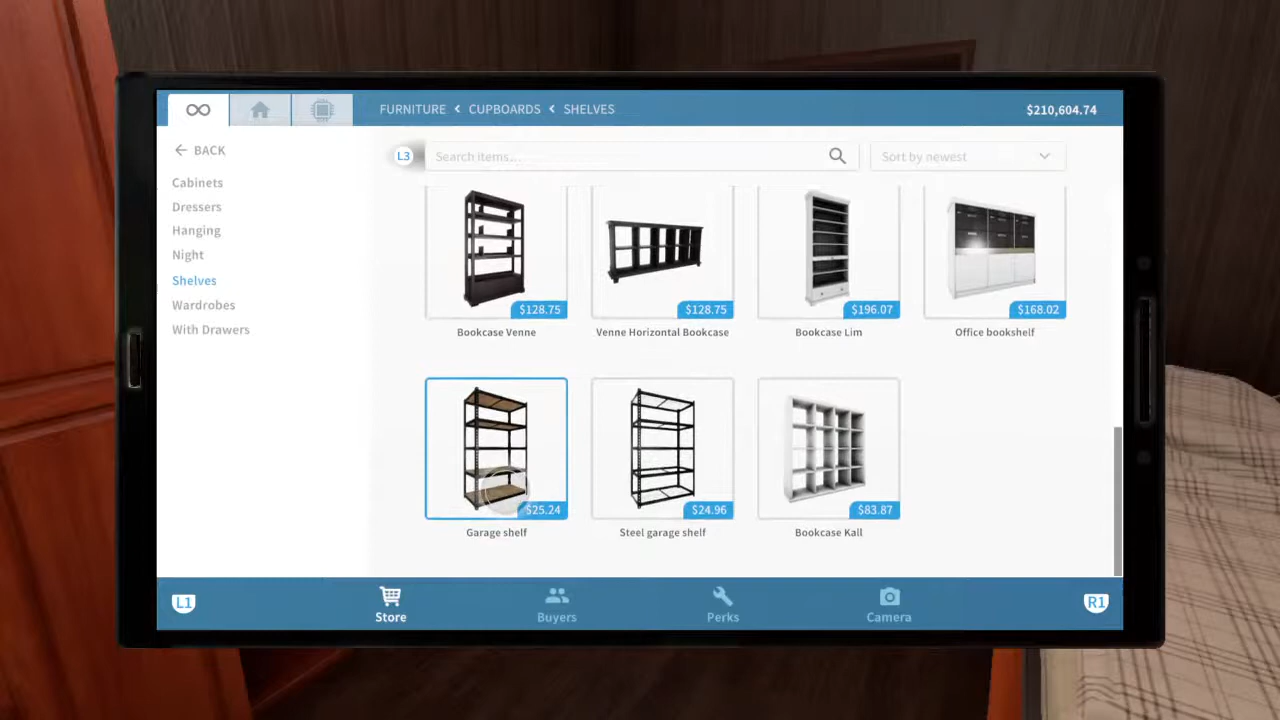 FURNITURE < CUPBOARDS < SHELVES
$210,604.74
BACK
Cabinets
Dressers
Hanging
Night
Shelves
Wardrobes
With Drawers
L3
Search items...
Sort by newest
$128.75
$128.75
$196.07
$168.02
Bookcase Venne
Venne Horizontal Bookcase
Bookcase Lim
Office bookshelf
$25.24
$24.96
$83.87
Garage shelf
Steel garage shelf
Bookcase Kall
L1
Store
Buyers
Perks
Camera
R1